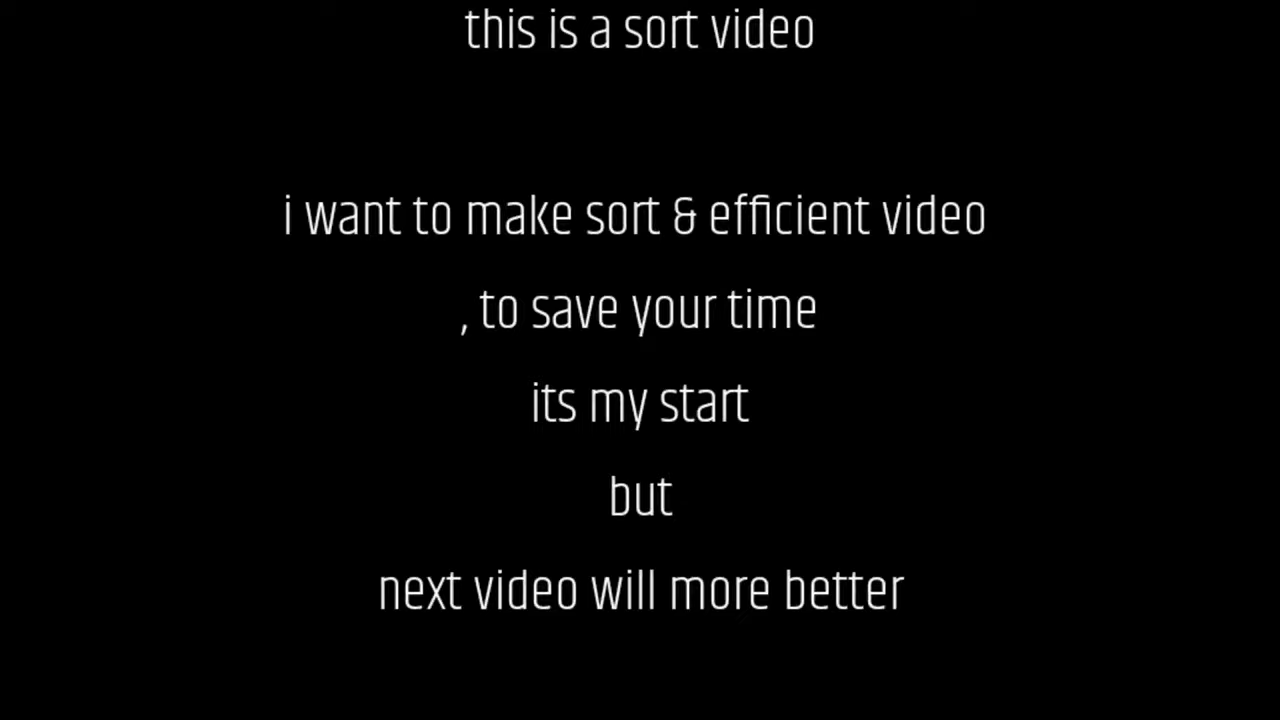 this is a sort video
i want to make sort & efficient video
, to save your time
its my start
but
next video will more better